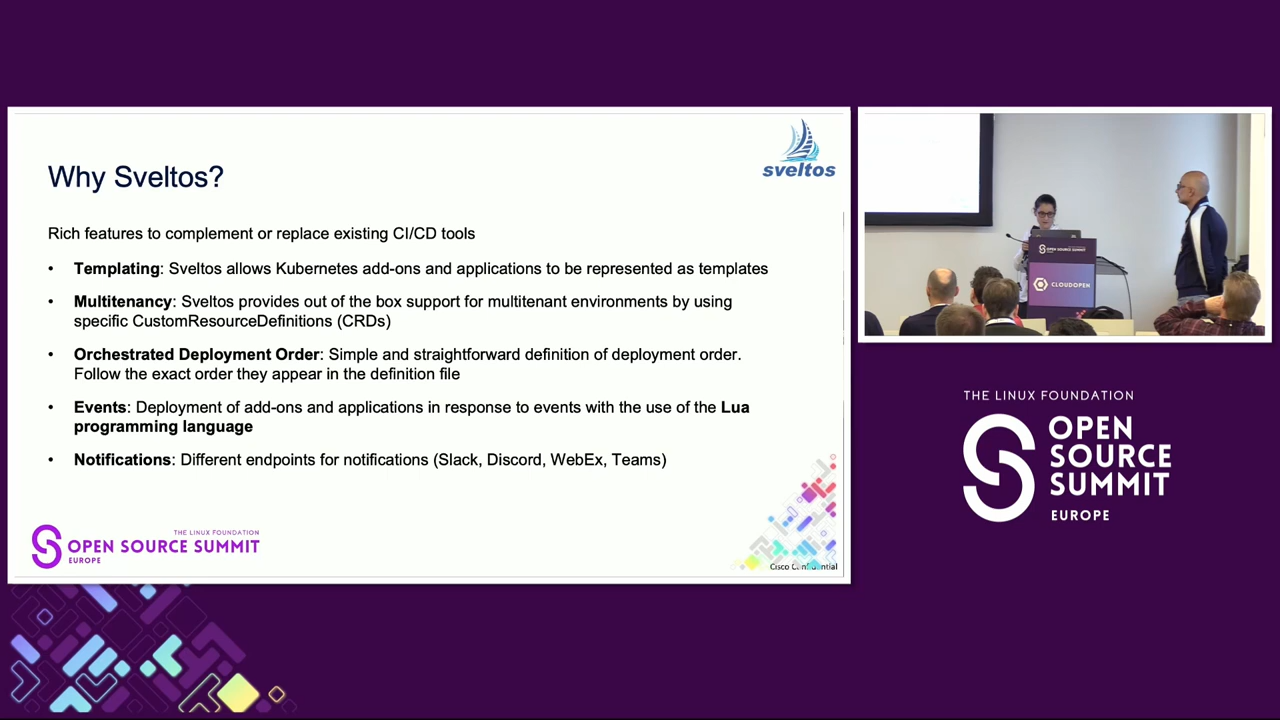 sveltos
Why Sveltos?
Rich features to complement or replace existing CI/CD tools
• Templating: Sveltos allows Kubernetes add-ons and applications to be represented as templates
• Multitenancy: Sveltos provides out of the box support for multitenant environments by using
specific CustomResourceDefinitions (CRDs)
• Orchestrated Deployment Order: Simple and straightforward definition of deployment order.
Follow the exact order they appear in the definition file
• Events: Deployment of add-ons and applications in response to events with the use of the Lua
programming language
• Notifications: Different endpoints for notifications (Slack, Discord, WebEx, Teams)
THE LINUX FOUNDATION
OPEN SOURCE SUMMIT
EUROPE
Cisco Confidential
OPEN SOURCE SUMMIT
CLOUDOPEN
THE LINUX FOUNDATION
OPEN
SOURCE
SUMMIT
EUROPE